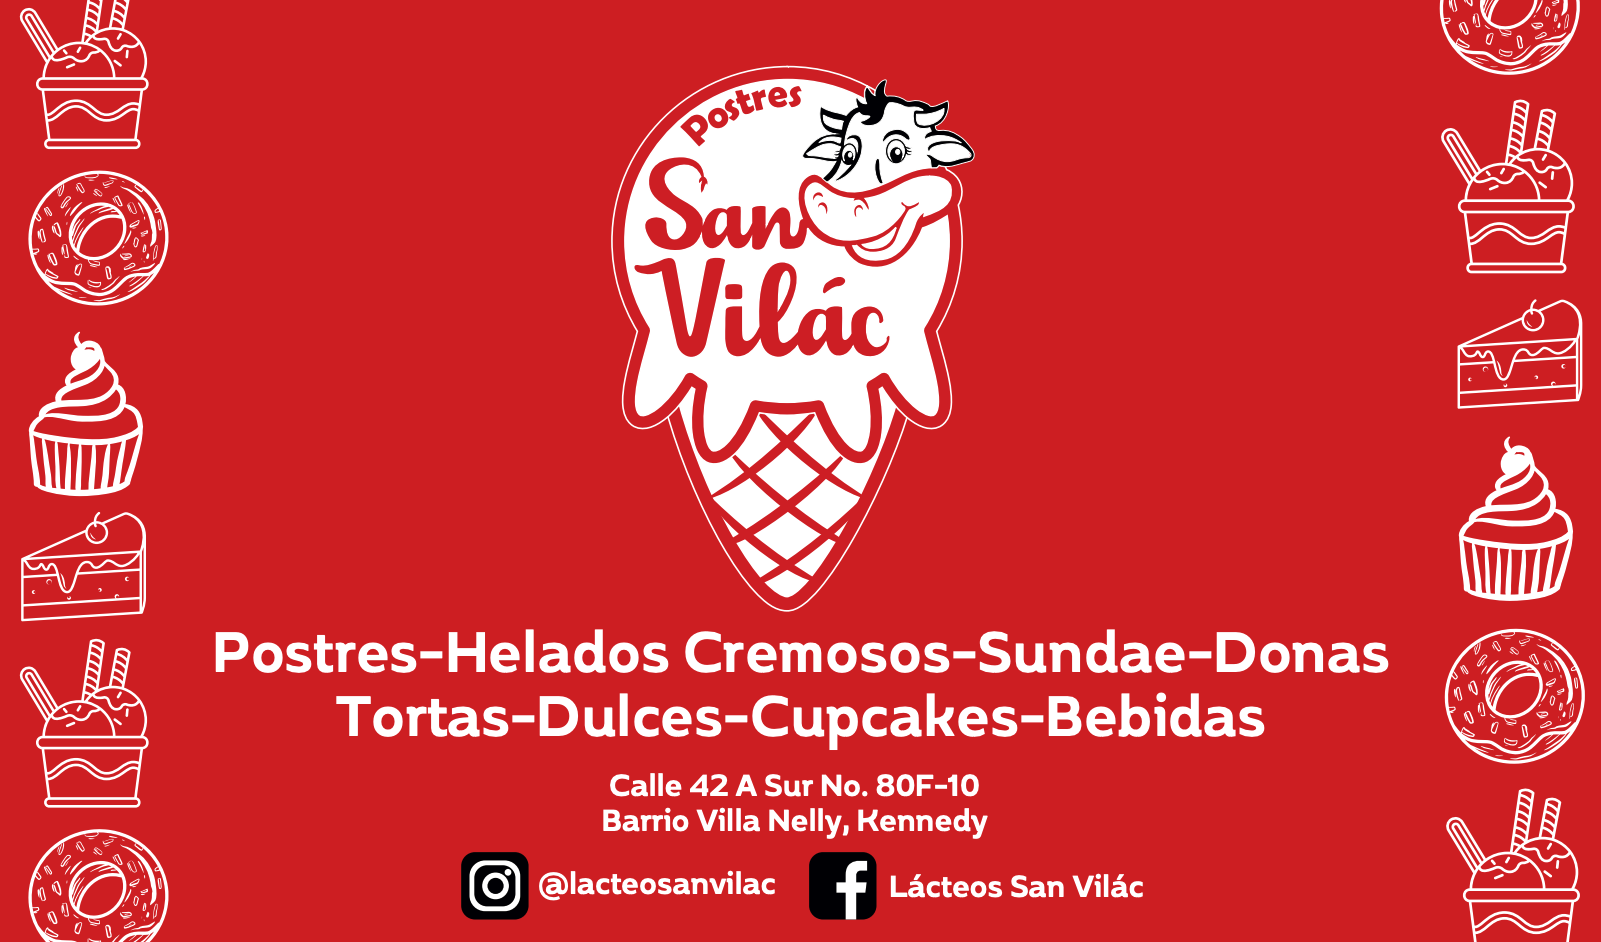 Postres
San
Vilác
Postres-Helados Cremosos-Sundae-Donas
Tortas-Dulces-Cupcakes-Bebidas
Calle 42 A Sur No. 80F-10
Barrio Villa Nelly, Kennedy
@lacteosanvilac
Lácteos San Vilác